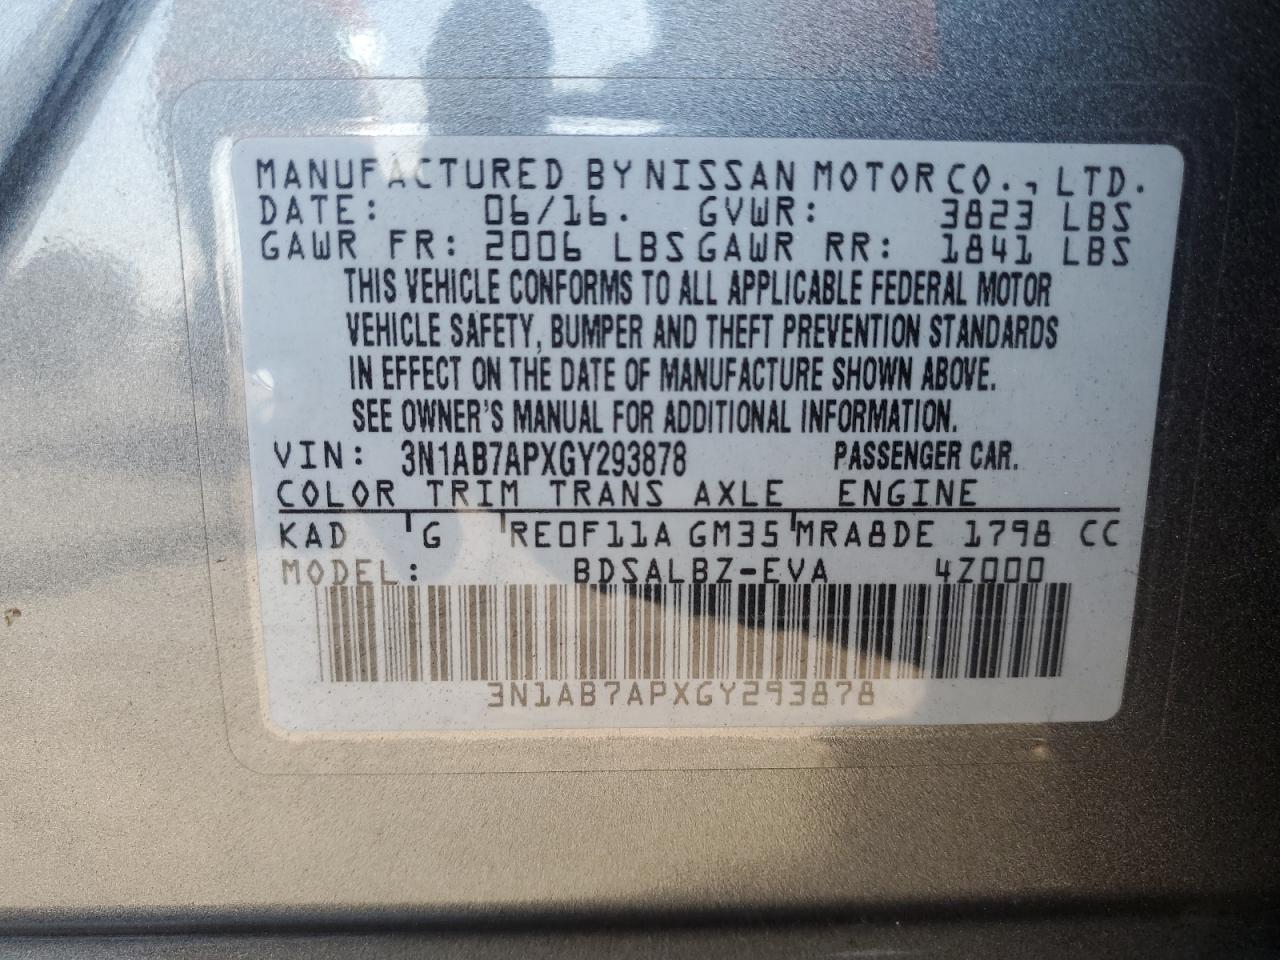 MANUFACTURED BY NISSAN MOTOR CO., LTD.
DATE: 06/16. GVWR: 3823 LBS
GAWR FR: 2006 LBS GAWR RR: 1841 LBS
THIS VEHICLE CONFORMS TO ALL APPLICABLE FEDERAL MOTOR
VEHICLE SAFETY, BUMPER AND THEFT PREVENTION STANDARDS
IN EFFECT ON THE DATE OF MANUFACTURE SHOWN ABOVE.
SEE OWNER'S MANUAL FOR ADDITIONAL INFORMATION.
VIN: 3N1AB7APXGY293878 PASSENGER CAR.
COLOR TRIM TRANS AXLE ENGINE
KAD G RE0F11A GM35 MRA8DE 1798 CC
MODEL: BDSALBZ-EVA 4Z000
3N1AB7APXGY293878